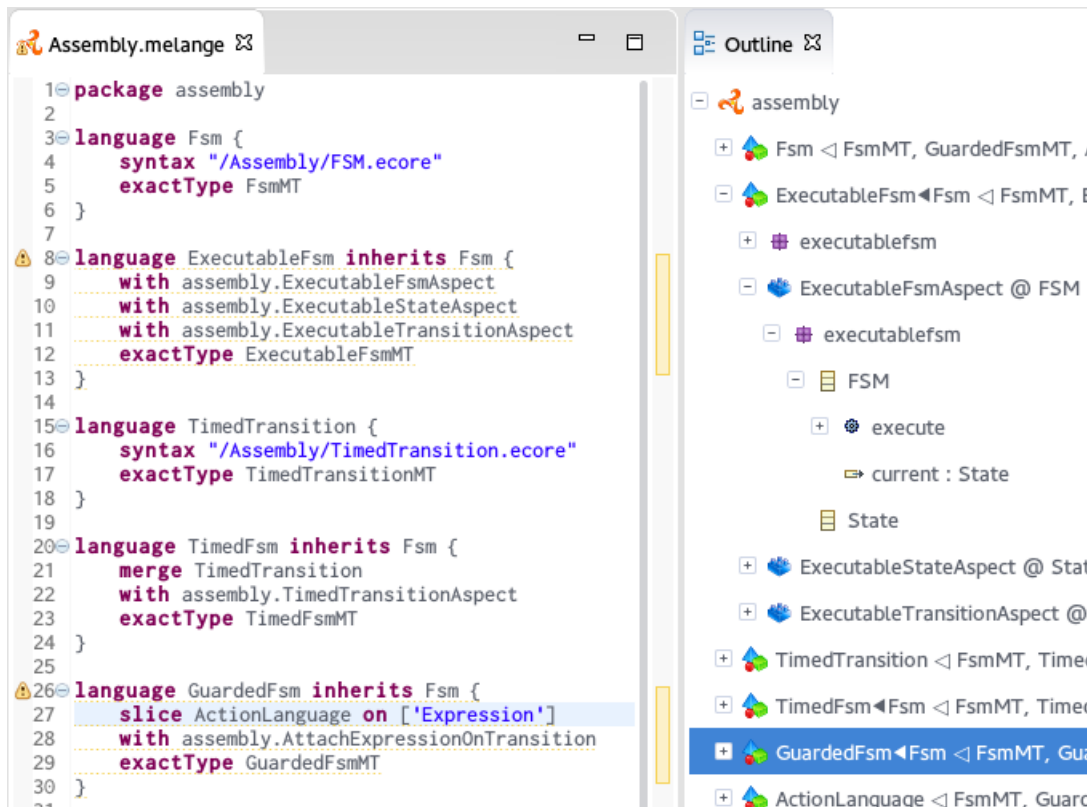 Assembly.melange
1 package assembly
2
3 language Fsm {
4 syntax "/Assembly/FSM.ecore"
5 exactType FsmMT
6 }
7
8 language ExecutableFsm inherits Fsm {
9 with assembly.ExecutableFsmAspect
10 with assembly.ExecutableStateAspect
11 with assembly.ExecutableTransitionAspect
12 exactType ExecutableFsmMT
13 }
14
15 language TimedTransition {
16 syntax "/Assembly/TimedTransition.ecore"
17 exactType TimedTransitionMT
18 }
19
20 language TimedFsm inherits Fsm {
21 merge TimedTransition
22 with assembly.TimedTransitionAspect
23 exactType TimedFsmMT
24 }
25
26 language GuardedFsm inherits Fsm {
27 slice ActionLanguage on ['Expression']
28 with assembly.AttachExpressionOnTransition
29 exactType GuardedFsmMT
30 }
Outline
assembly
Fsm ◁ FsmMT, GuardedFsmMT,
ExecutableFsm◀Fsm ◁ FsmMT, E
executablefsm
ExecutableFsmAspect @ FSM
executablefsm
FSM
execute
current : State
State
ExecutableStateAspect @ Stat
ExecutableTransitionAspect @
TimedTransition ◁ FsmMT, Timed
TimedFsm◀Fsm ◁ FsmMT, Timed
GuardedFsm◀Fsm ◁ FsmMT, Gua
ActionLanguage ◁ FsmMT, Guard